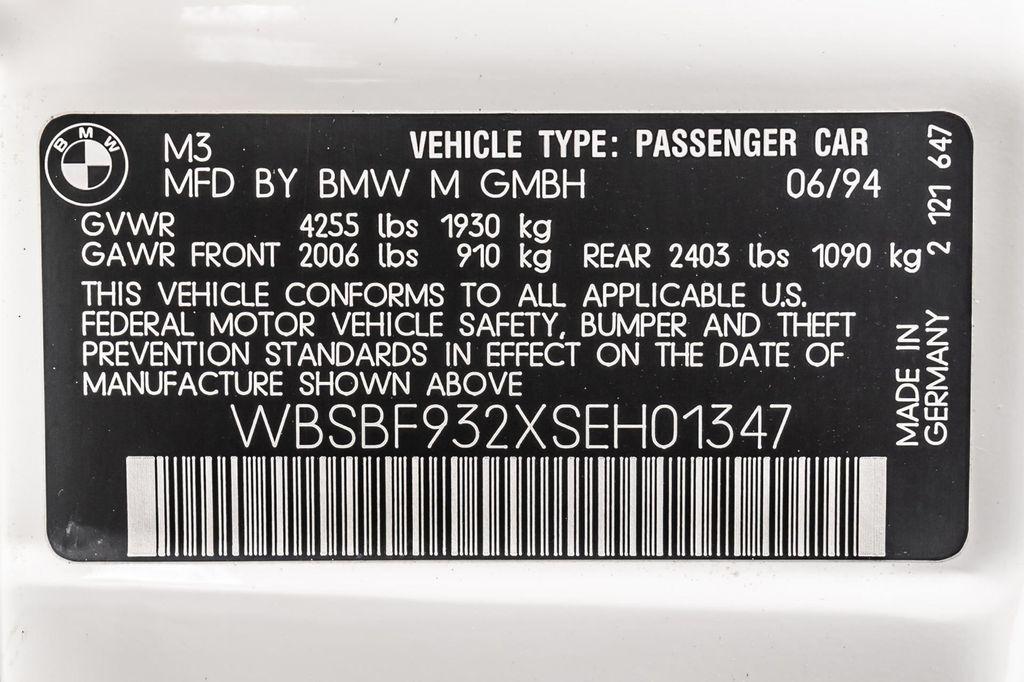 BMW
M3 VEHICLE TYPE: PASSENGER CAR
MFD BY BMW M GMBH 06/94
GVWR 4255 lbs 1930 kg
GAWR FRONT 2006 lbs 910 kg REAR 2403 lbs 1090 kg
THIS VEHICLE CONFORMS TO ALL APPLICABLE U.S.
FEDERAL MOTOR VEHICLE SAFETY, BUMPER AND THEFT
PREVENTION STANDARDS IN EFFECT ON THE DATE OF
MANUFACTURE SHOWN ABOVE
WBSBF932XSEH01347
MADE IN
GERMANY 2 121 647